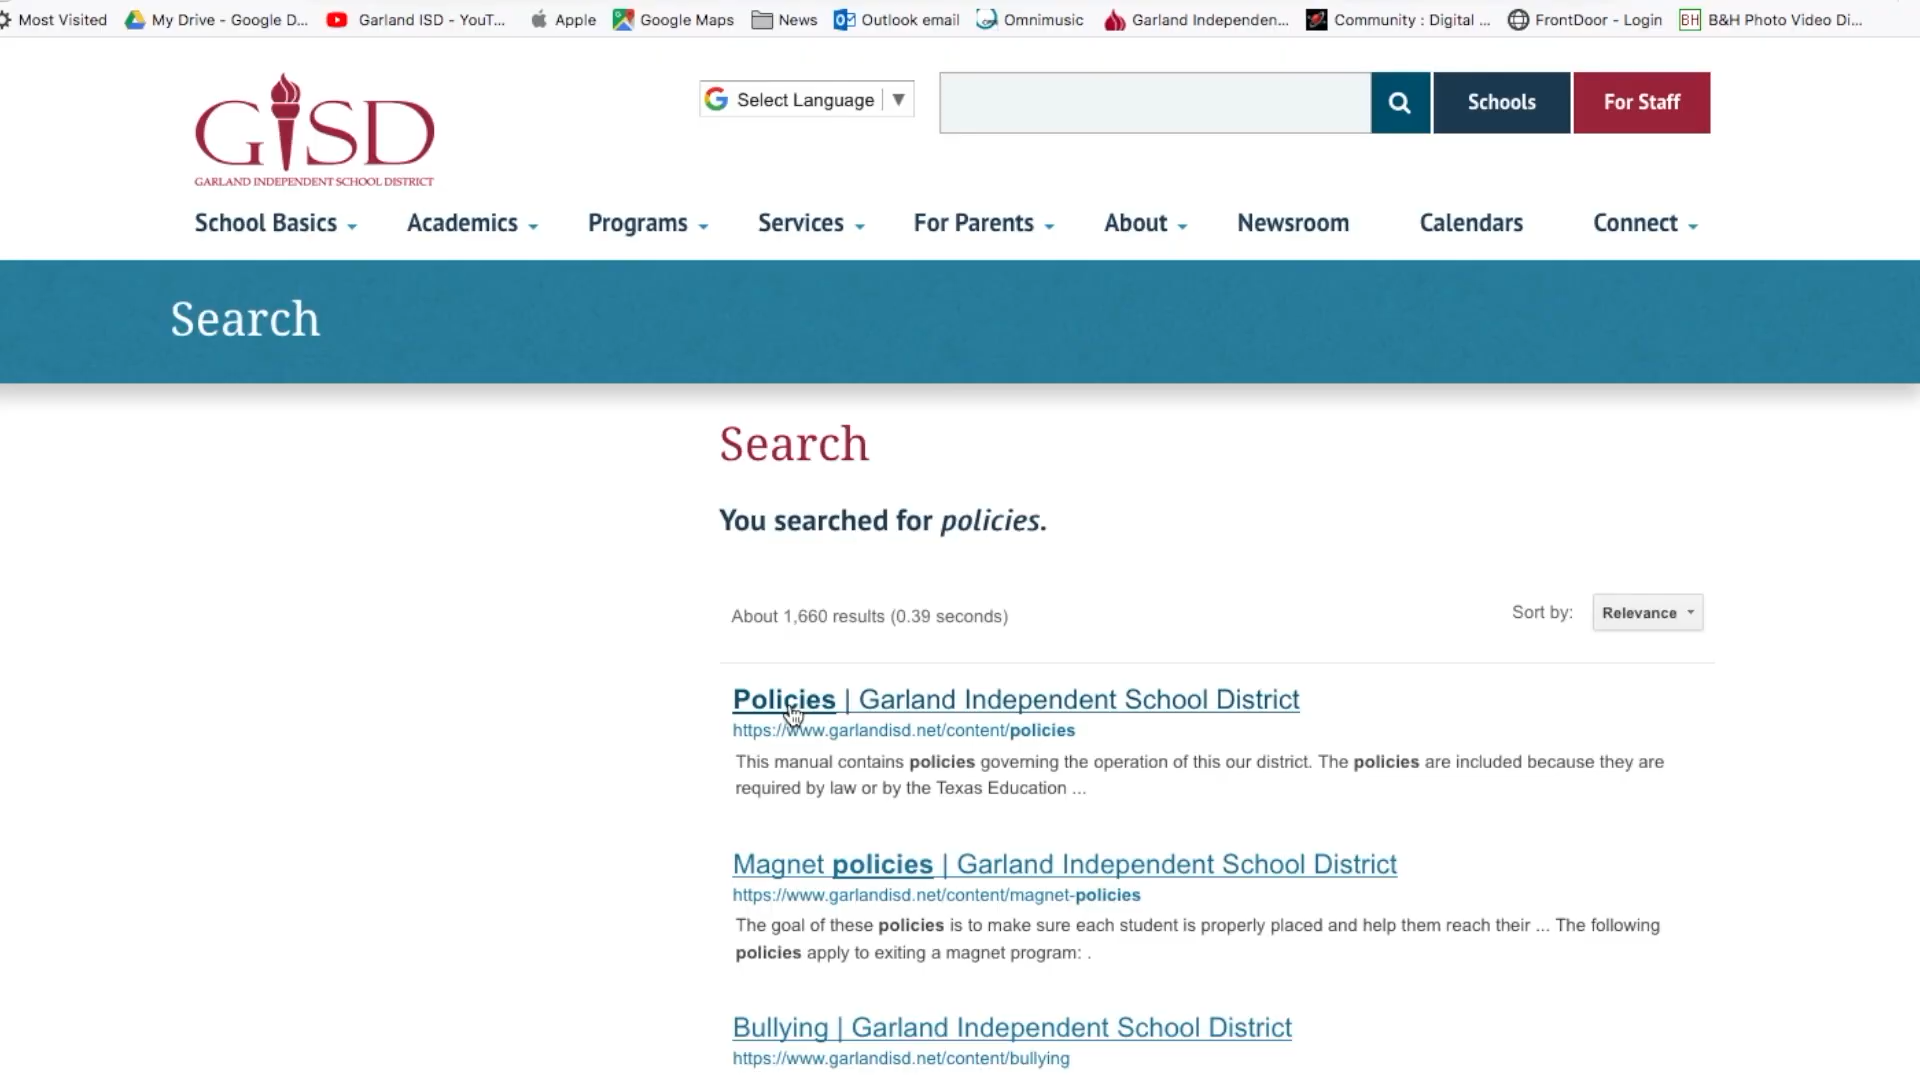 Most Visited My Drive - Google D... Garland ISD - YouT... Apple Google Maps News Outlook email Omnimusic Garland Independen... Community : Digital ... FrontDoor - Login BH B&H Photo Video Di...
GISD
GARLAND INDEPENDENT SCHOOL DISTRICT
G Select Language ▼
Schools
For Staff
School Basics Academics Programs Services For Parents About Newsroom Calendars Connect
Search
Search
You searched for policies.
About 1,660 results (0.39 seconds)
Sort by: Relevance
Policies | Garland Independent School District
https://www.garlandisd.net/content/policies
This manual contains policies governing the operation of this our district. The policies are included because they are
required by law or by the Texas Education ...
Magnet policies | Garland Independent School District
https://www.garlandisd.net/content/magnet-policies
The goal of these policies is to make sure each student is properly placed and help them reach their ... The following
policies apply to exiting a magnet program: .
Bullying | Garland Independent School District
https://www.garlandisd.net/content/bullying